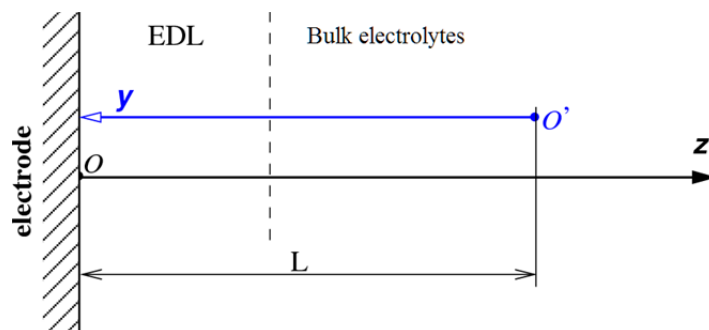 EDL
Bulk electrolytes
y
O’
electrode
O
z
L